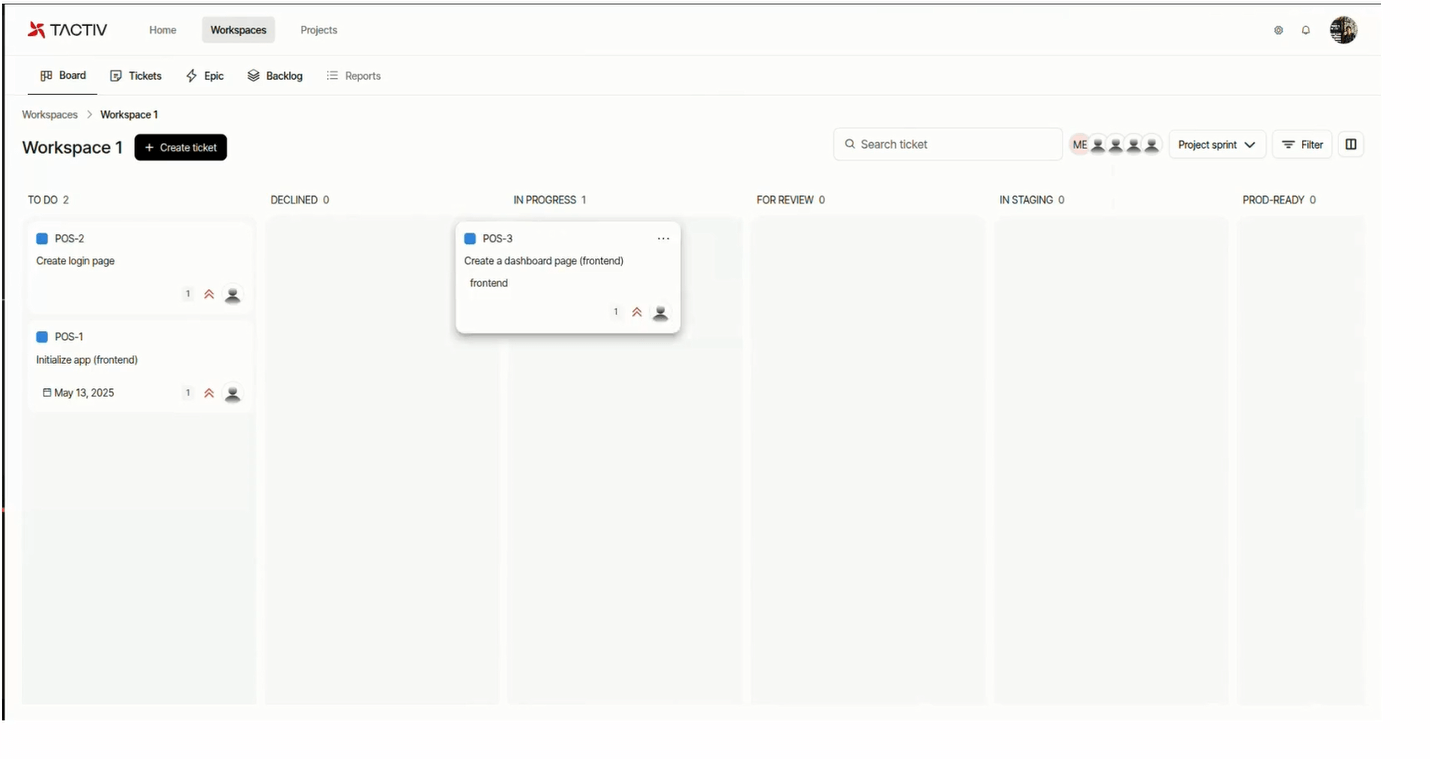 TACTIV
Home
Workspaces
Projects
Board
Tickets
Epic
Backlog
Reports
Workspaces > Workspace 1
Workspace 1
+ Create ticket
Search ticket
ME
Project sprint
Filter
TO DO 2
DECLINED 0
IN PROGRESS 1
FOR REVIEW 0
IN STAGING 0
PROD-READY 0
POS-2
Create login page
1
POS-1
Initialize app (frontend)
May 13, 2025
1
POS-3
Create a dashboard page (frontend)
frontend
1